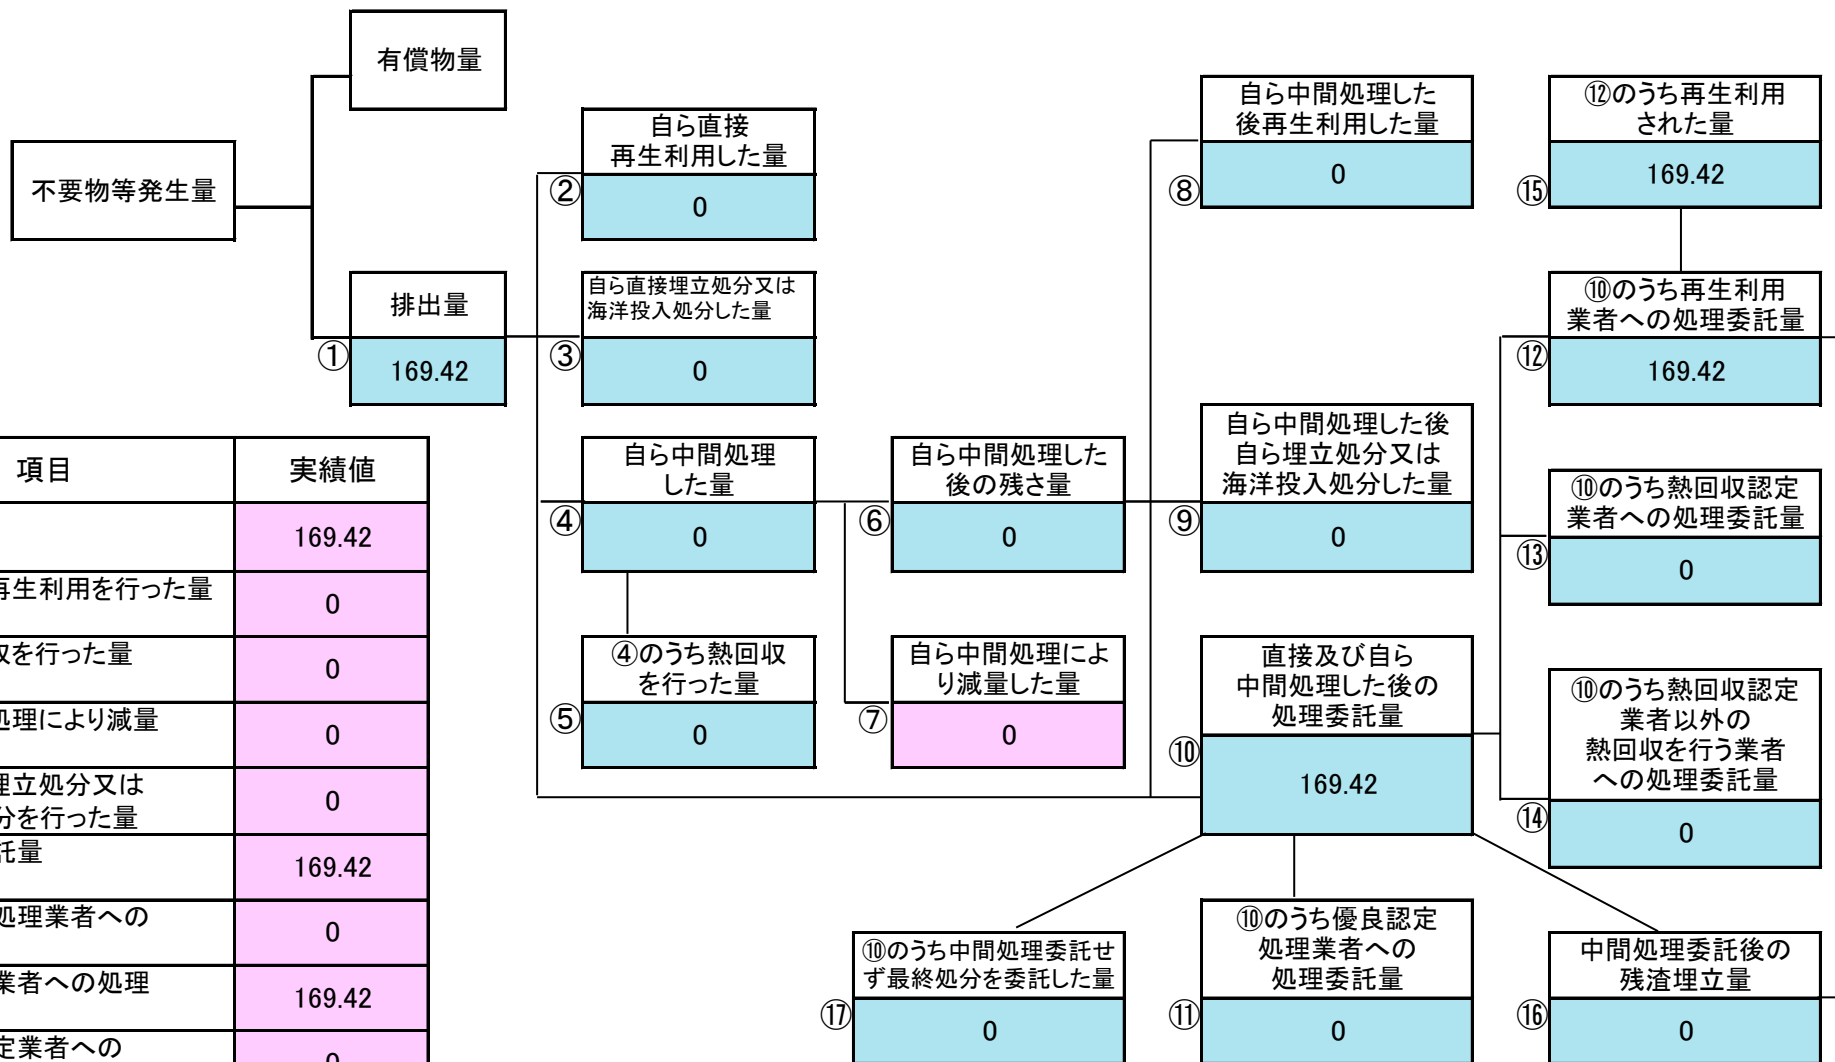 有償物量
不要物等発生量
排出量
①
169.42
自ら直接
再生利用した量
②
0
自ら直接埋立処分又は
海洋投入処分した量
③
0
自ら中間処理
した量
④
0
④のうち熱回収
を行った量
⑤
0
自ら中間処理した
後の残さ量
⑥
0
自ら中間処理によ
り減量した量
⑦
0
自ら中間処理した
後再生利用した量
⑧
0
自ら中間処理した後
自ら埋立処分又は
海洋投入処分した量
⑨
0
直接及び自ら
中間処理した後の
処理委託量
⑩
169.42
⑩のうち優良認定
処理業者への
処理委託量
⑪
0
⑫のうち再生利用
された量
⑮
169.42
⑩のうち再生利用
業者への処理委託量
⑫
169.42
⑩のうち熱回収認定
業者への処理委託量
⑬
0
⑩のうち熱回収認定
業者以外の
熱回収を行う業者
への処理委託量
⑭
0
中間処理委託後の
残渣埋立量
⑯
0
⑩のうち中間処理委託せ
ず最終処分を委託した量
⑰
0
項目 実績値
169.42
再生利用を行った量
0
を行った量
0
処理により減量
0
埋立処分又は
分を行った量
0
託量
169.42
処理業者への
0
業者への処理
169.42
定業者への
0